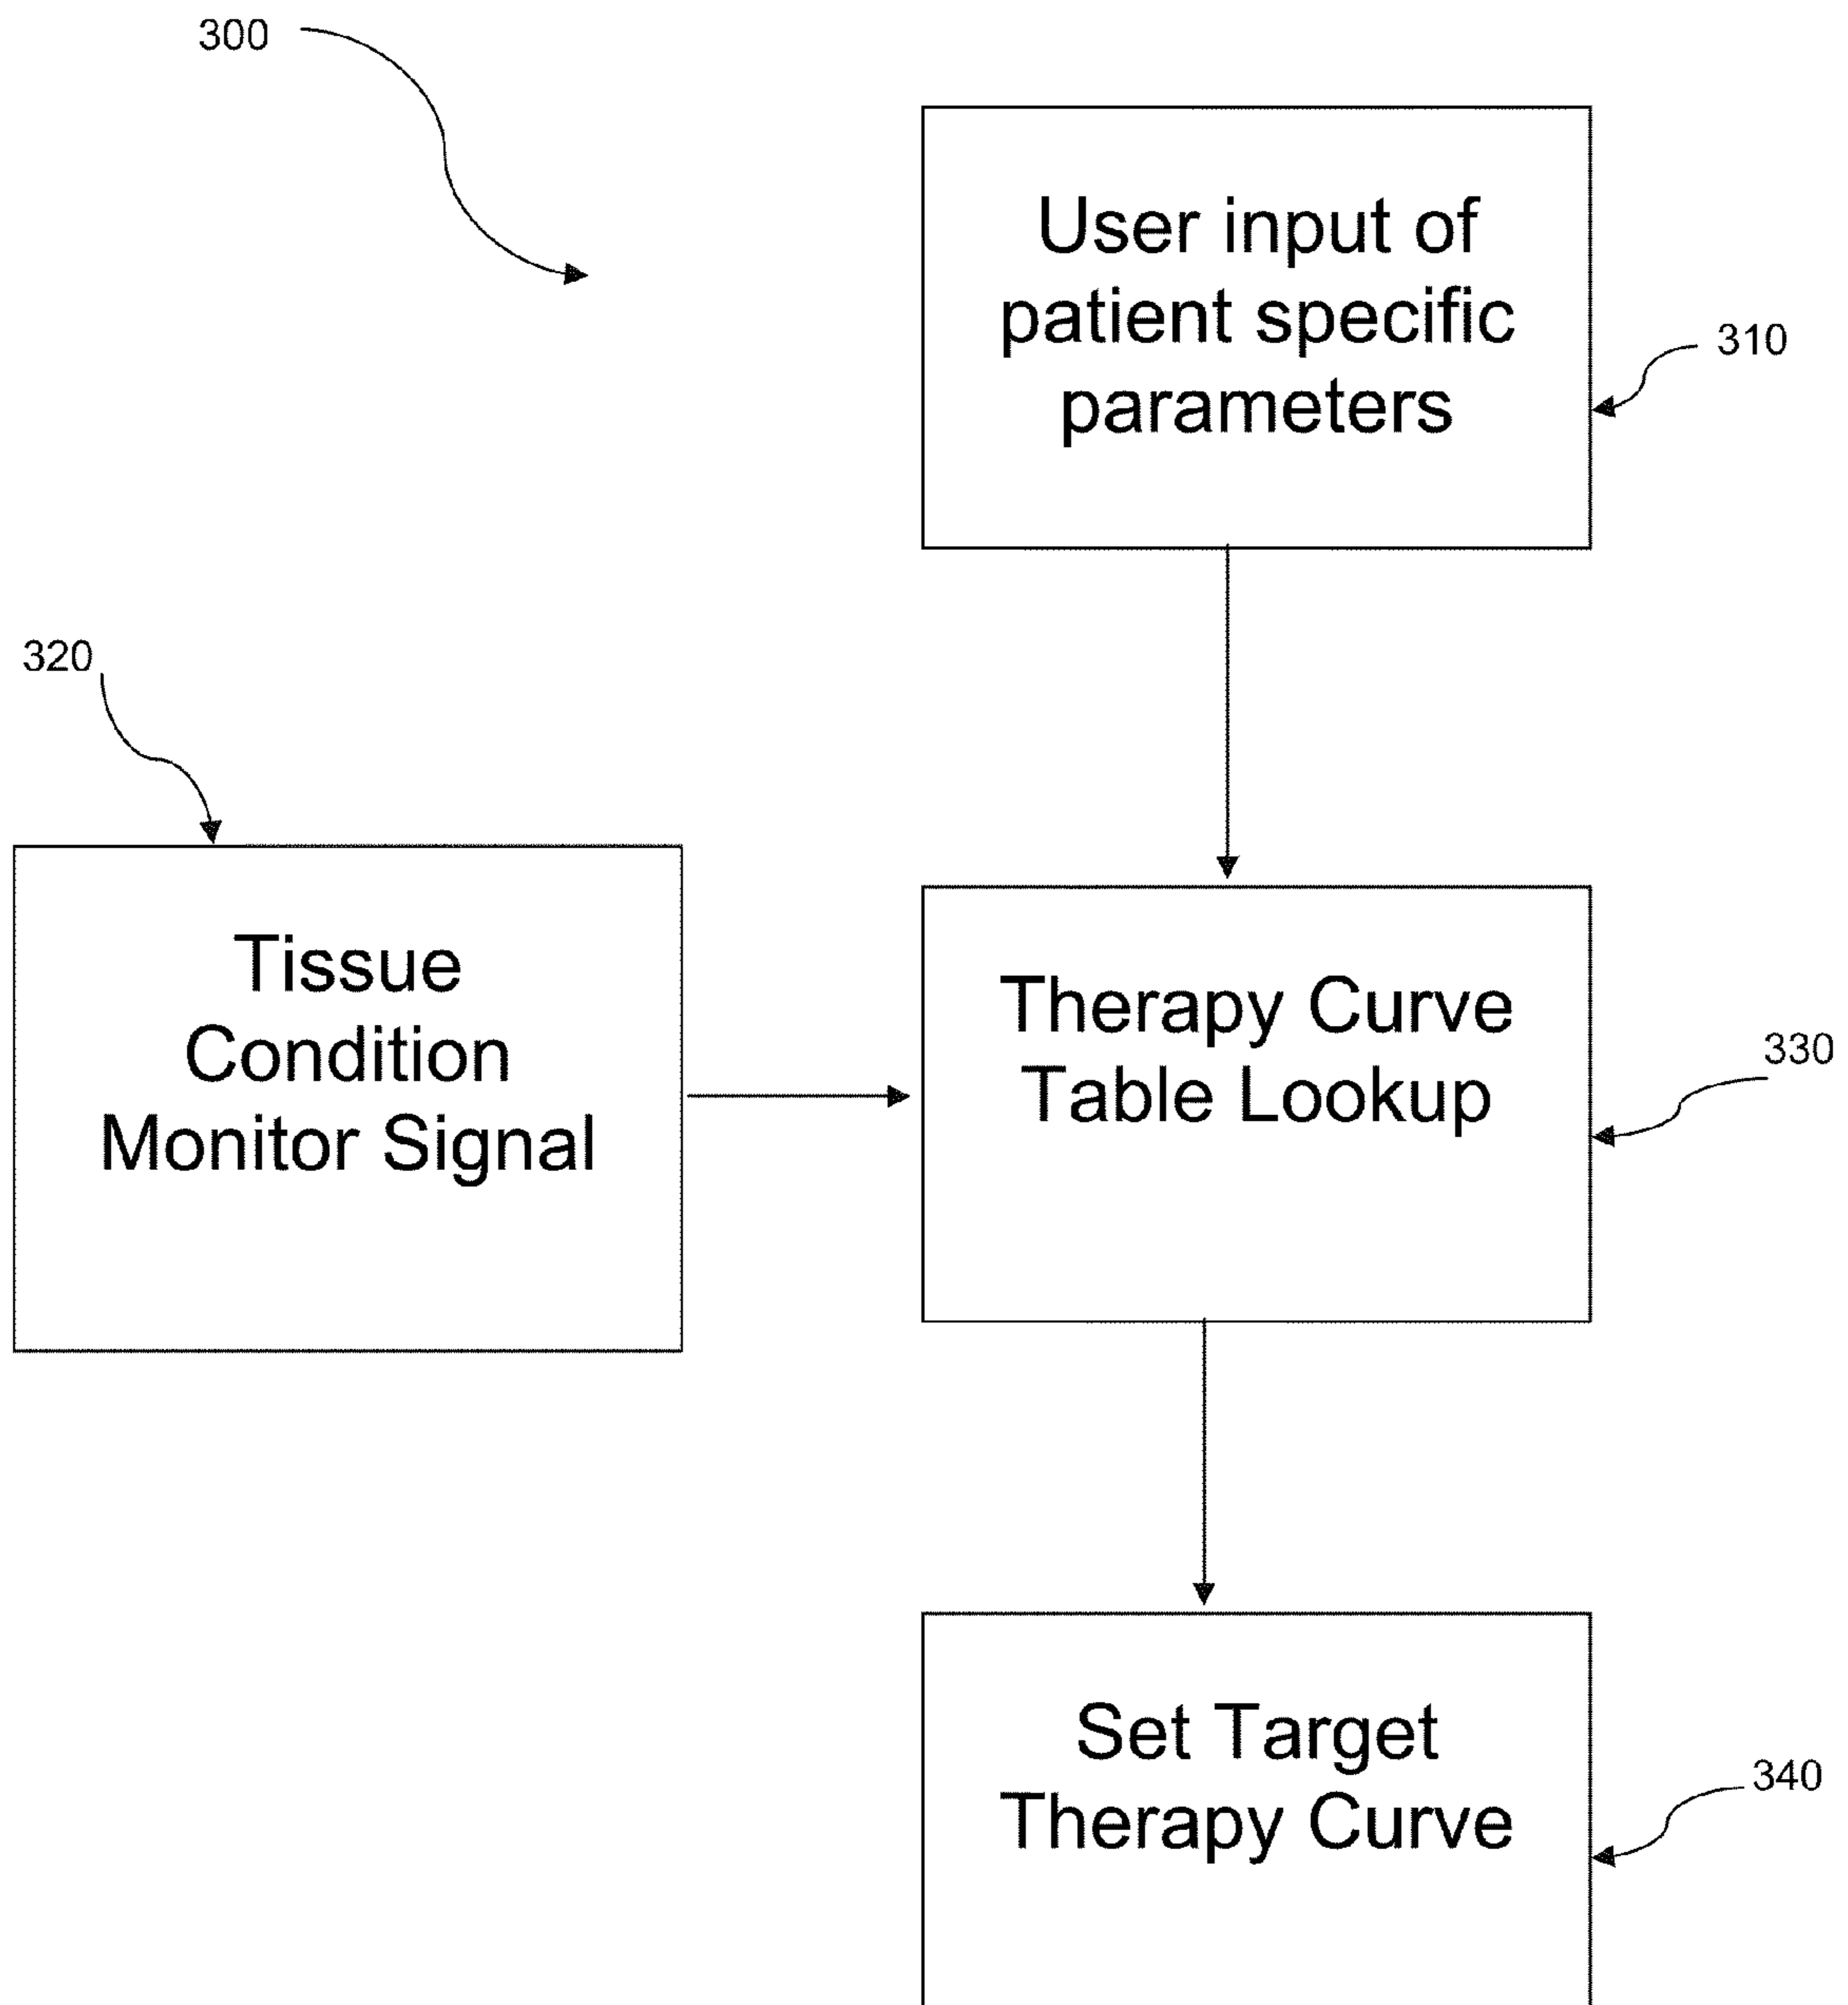 300
User input of
patient specific
parameters
310
320
Tissue
Condition
Monitor Signal
Therapy Curve
Table Lookup
330
Set Target
Therapy Curve
340